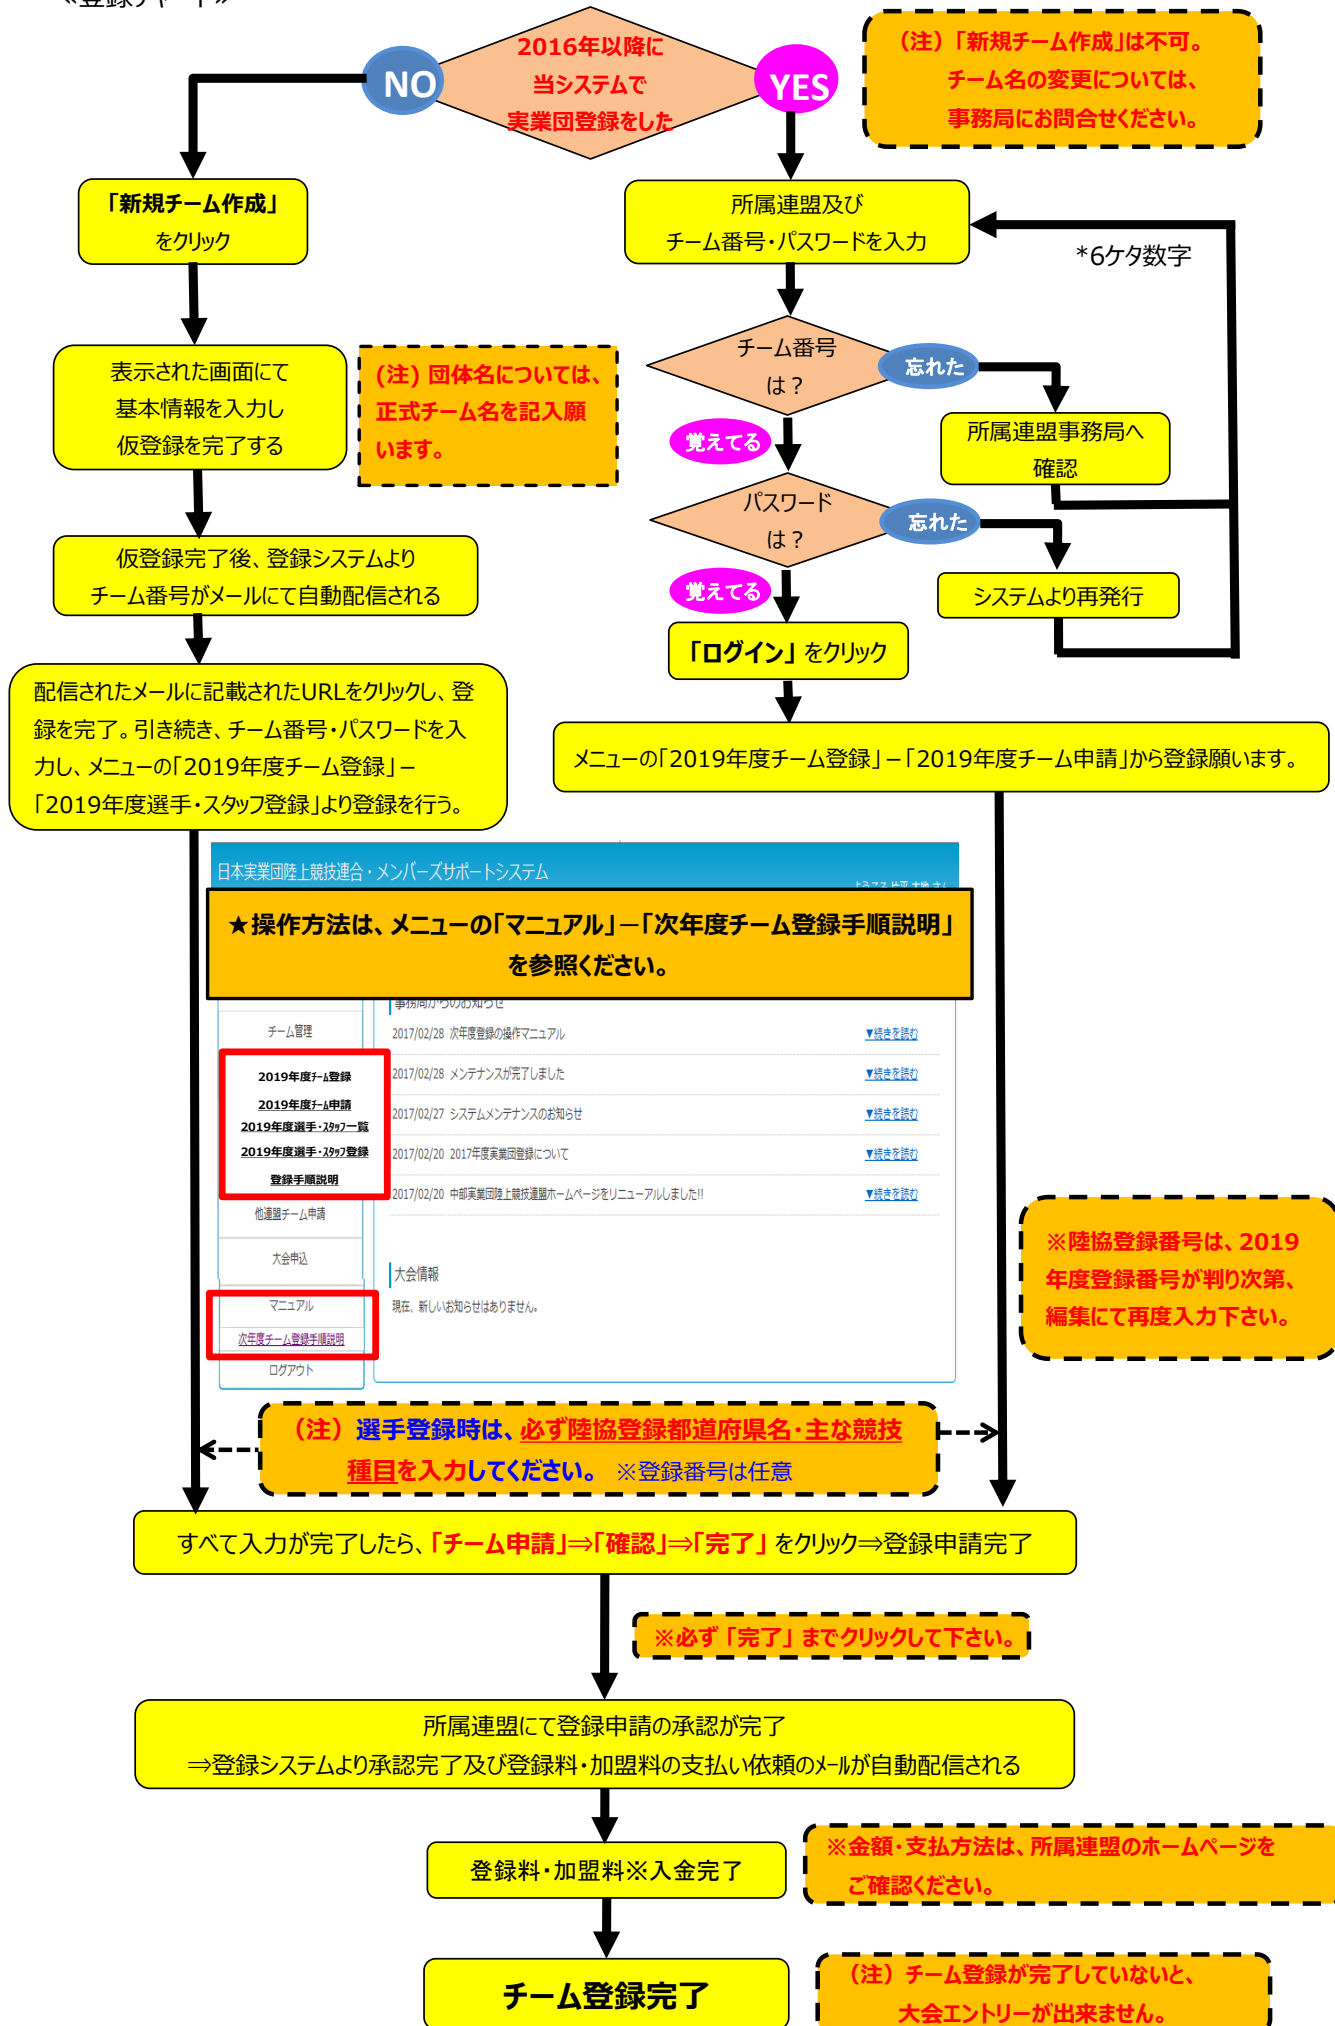 ≪登録チャート≫
2016年以降に
当システムで
実業団登録をした
NO
YES
(注)「新規チーム作成」は不可。
チーム名の変更については、
事務局にお問合せください。
「新規チーム作成」
をクリック
所属連盟及び
チーム番号・パスワードを入力
*6ケタ数字
表示された画面にて
基本情報を入力し
仮登録を完了する
(注) 団体名については、
正式チーム名を記入願
います。
チーム番号
は？
忘れた
覚えてる
所属連盟事務局へ
確認
パスワード
は？
忘れた
覚えてる
システムより再発行
仮登録完了後、登録システムより
チーム番号がメールにて自動配信される
「ログイン」をクリック
配信されたメールに記載されたURLをクリックし、登
録を完了。引き続き、チーム番号・パスワードを入
力し、メニューの「2019年度チーム登録」−
「2019年度選手・スタッフ登録」より登録を行う。
メニューの「2019年度チーム登録」−「2019年度チーム申請」から登録願います。
日本実業団陸上競技連合・メンバーズサポートシステム
★操作方法は、メニューの「マニュアル」—「次年度チーム登録手順説明」
を参照ください。
事務局からのお知らせ
チーム管理
2017/02/28 次年度登録の操作マニュアル ▼続きを読む
2019年度ﾁｰﾑ登録
2017/02/28 メンテナンスが完了しました ▼続きを読む
2019年度ﾁｰﾑ申請
2017/02/27 システムメンテナンスのお知らせ ▼続きを読む
2019年度選手・ｽﾀｯﾌ一覧
2019年度選手・ｽﾀｯﾌ登録
2017/02/20 2017年度実業団登録について ▼続きを読む
登録手順説明
2017/02/20 中部実業団陸上競技連盟ホームページをリニューアルしました!! ▼続きを読む
他連盟チーム申請
大会申込
大会情報
マニュアル
現在、新しいお知らせはありません。
次年度チーム登録手順説明
ログアウト
※陸協登録番号は、2019
年度登録番号が判り次第、
編集にて再度入力下さい。
(注) 選手登録時は、必ず陸協登録都道府県名・主な競技
種目を入力してください。 ※登録番号は任意
すべて入力が完了したら、「チーム申請」⇒「確認」⇒「完了」をクリック⇒登録申請完了
※必ず「完了」までクリックして下さい。
所属連盟にて登録申請の承認が完了
⇒登録システムより承認完了及び登録料・加盟料の支払い依頼のﾒｰﾙが自動配信される
登録料・加盟料※入金完了
※金額・支払方法は、所属連盟のホームページを
ご確認ください。
チーム登録完了
(注) チーム登録が完了していないと、
大会エントリーが出来ません。